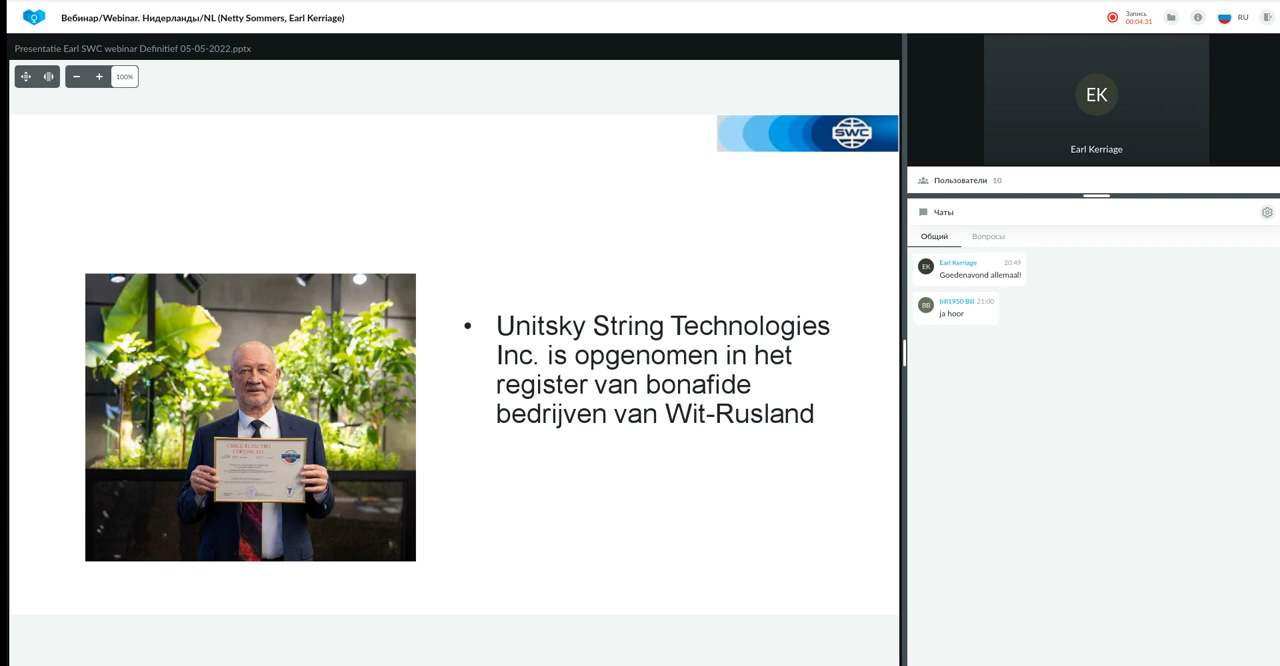 Вебинар/Webinar. Нидерланды/NL (Netty Sommers, Earl Kerriage)
Запись
00:04:31
RU
Presentatie Earl SWC webinar Definitief 05-05-2022.pptx
100%
SWC
Unitsky String Technologies
Inc. is opgenomen in het
register van bonafide
bedrijven van Wit-Rusland
EK
Earl Kerriage
Пользователи 10
Чаты
Общий
Вопросы
EK
Earl Kerriage 20:49
Goedenavond allemaal!
BB
bill1950 Bill 21:00
ja hoor